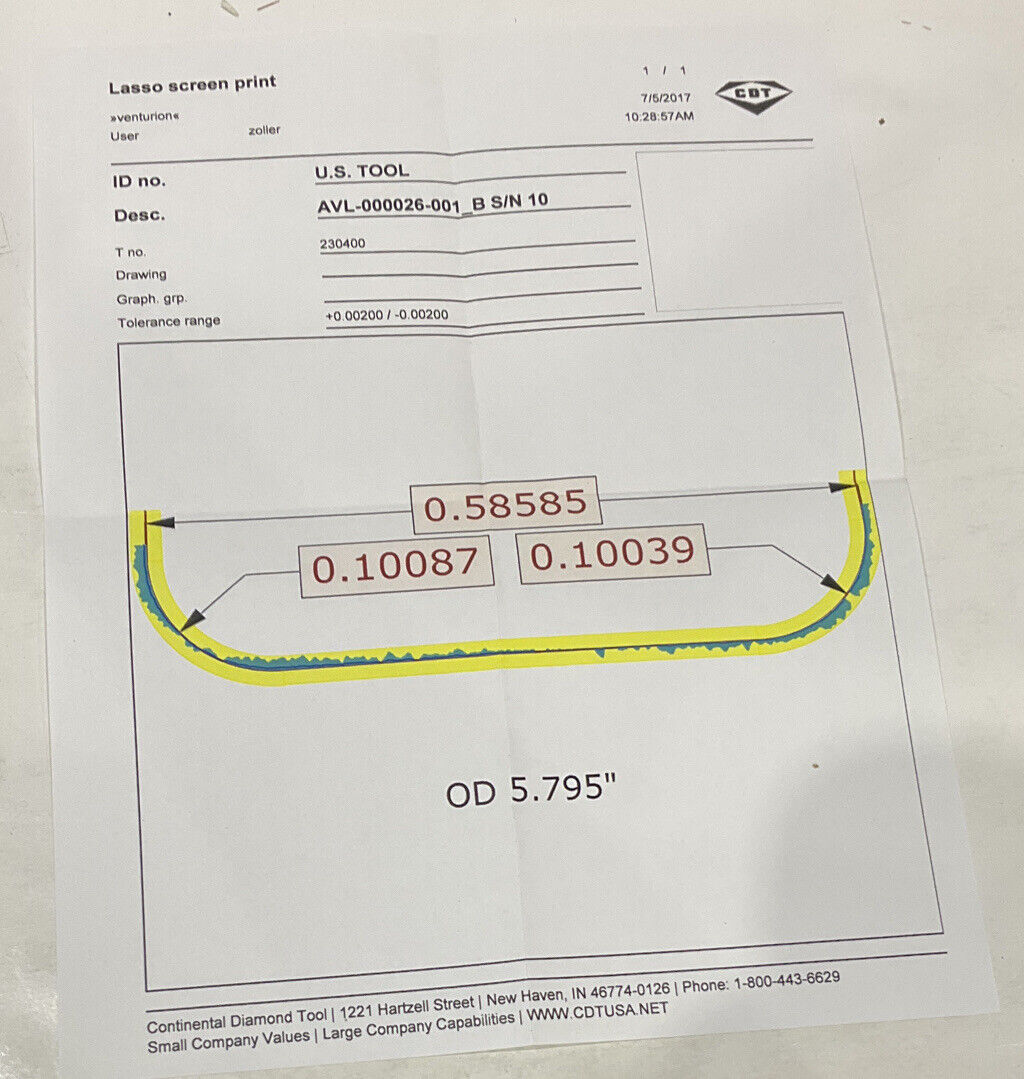 Lasso screen print
1 / 1
»venturion«
7/5/2017
CDT
User
zoller
10:28:57AM
ID no.
U.S. TOOL
Desc.
AVL-000026-001_B S/N 10
T no.
230400
Drawing
Graph. grp.
Tolerance range
+0.00200 / -0.00200
0.58585
0.10087
0.10039
OD 5.795"
Continental Diamond Tool | 1221 Hartzell Street | New Haven, IN 46774-0126 | Phone: 1-800-443-6629
Small Company Values | Large Company Capabilities | WWW.CDTUSA.NET